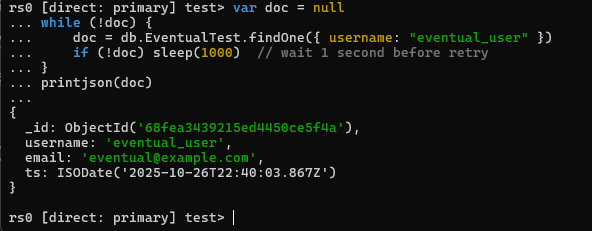 rs0 [direct: primary] test> var doc = null
... while (!doc) {
...     doc = db.EventualTest.findOne({ username: "eventual_user" })
...     if (!doc) sleep(1000)  // wait 1 second before retry
... }
... printjson(doc)
...
{
  _id: ObjectId('68fea3439215ed4450ce5f4a'),
  username: 'eventual_user',
  email: 'eventual@example.com',
  ts: ISODate('2025-10-26T22:40:03.867Z')
}
rs0 [direct: primary] test>